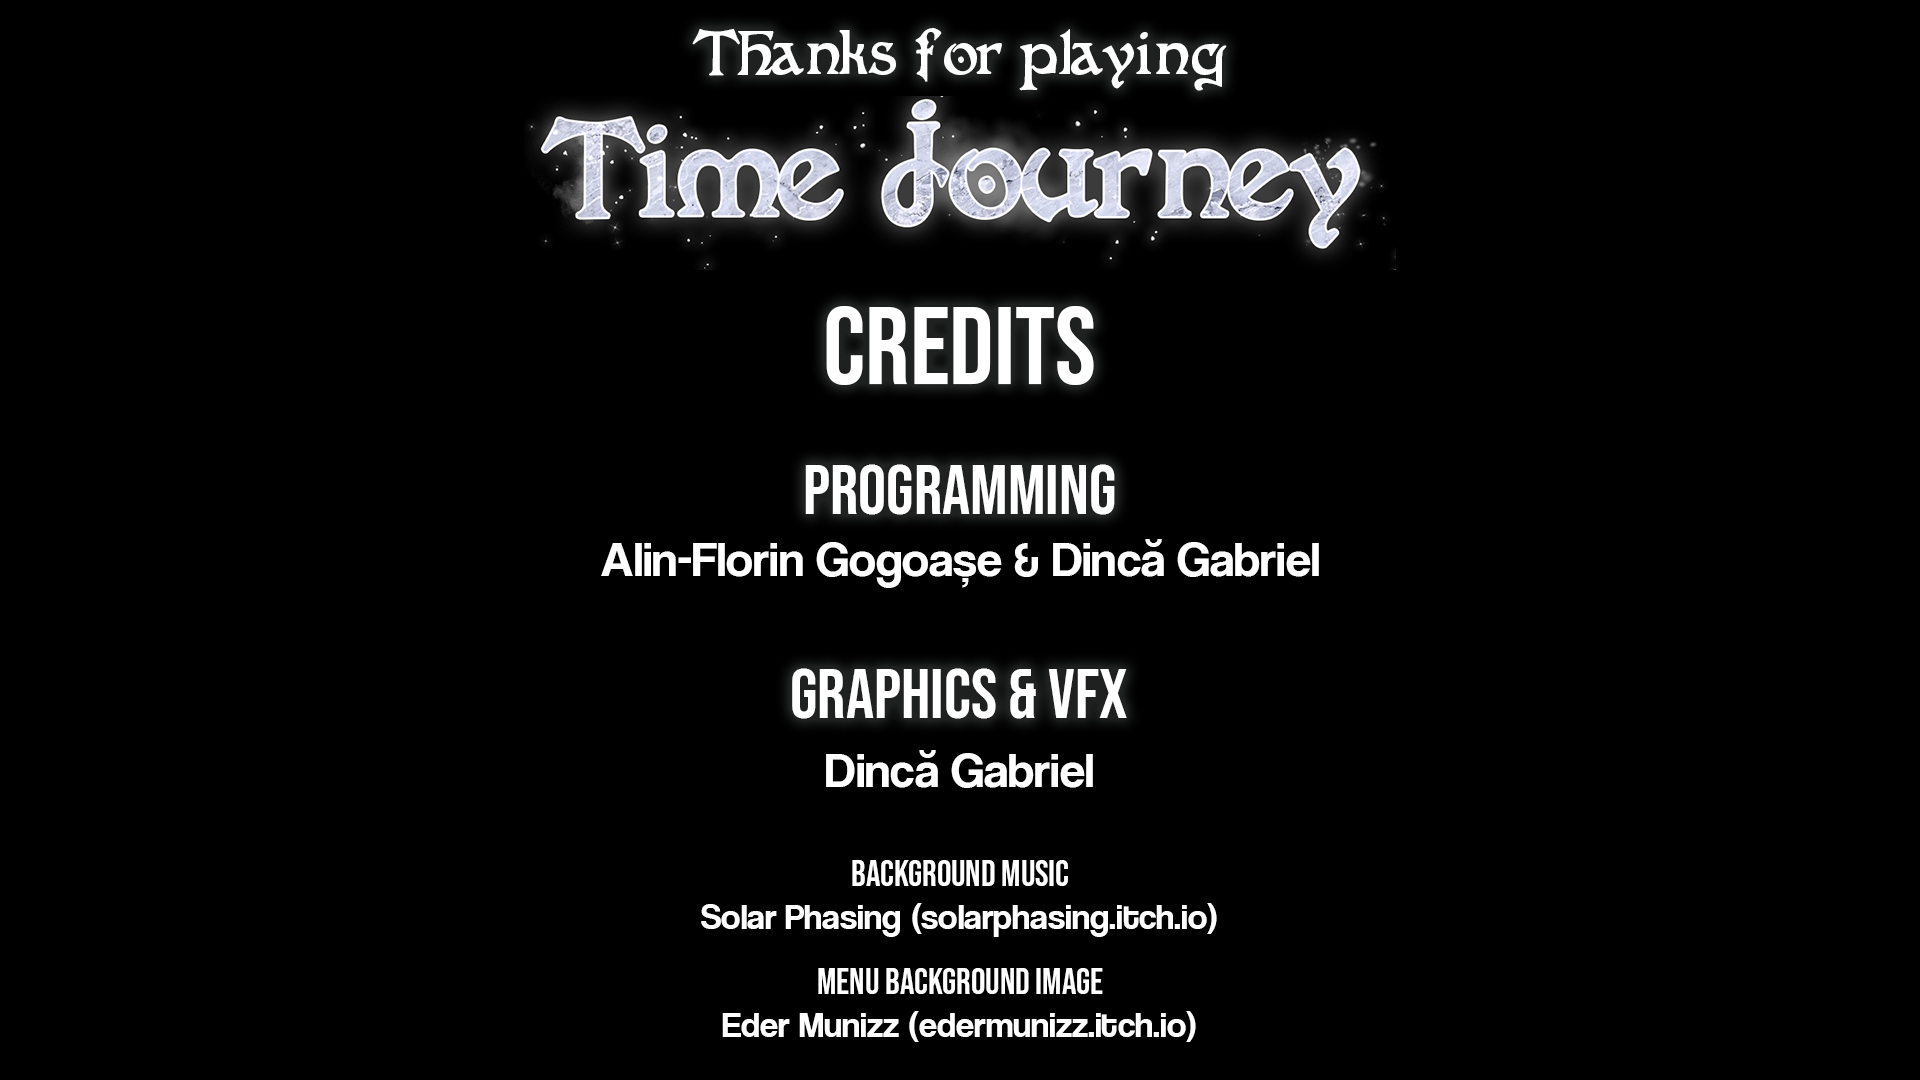 Thanks for playing
Time Journey
CREDITS
PROGRAMMING
Alin-Florin Gogoașe & Dincă Gabriel
GRAPHICS & VFX
Dincă Gabriel
BACKGROUND MUSIC
Solar Phasing (solarphasing.itch.io)
MENU BACKGROUND IMAGE
Eder Munizz (edermunizz.itch.io)